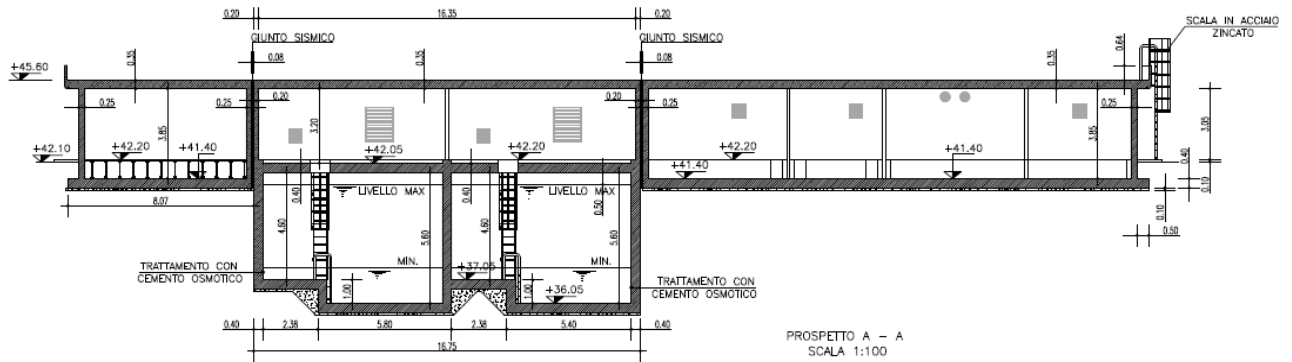 0.20 16.35 0.20
GIUNTO SISMICO GIUNTO SISMICO
SCALA IN ACCIAIO
ZINCATO
0.35 0.08 0.35 0.08 0.35 0.64
+45.60
0.25 0.20 0.20 0.25 0.25
3.85 3.20 3.85 3.05
+42.10 +42.20 +41.40 +42.05 +42.20 +42.20 +41.40 +41.40
0.40
0.10
0.40 LIVELLO MAX 0.40 LIVELLO MAX
0.50
8.07
0.10
0.50
4.60 5.60 4.60 5.60
TRATTAMENTO CON
CEMENTO OSMOTICO
MIN. MIN.
+37.05
1.00 1.00
+36.05
TRATTAMENTO CON
CEMENTO OSMOTICO
0.40 2.38 5.80 2.38 5.40 0.40
16.75
PROSPETTO A – A
SCALA 1:100